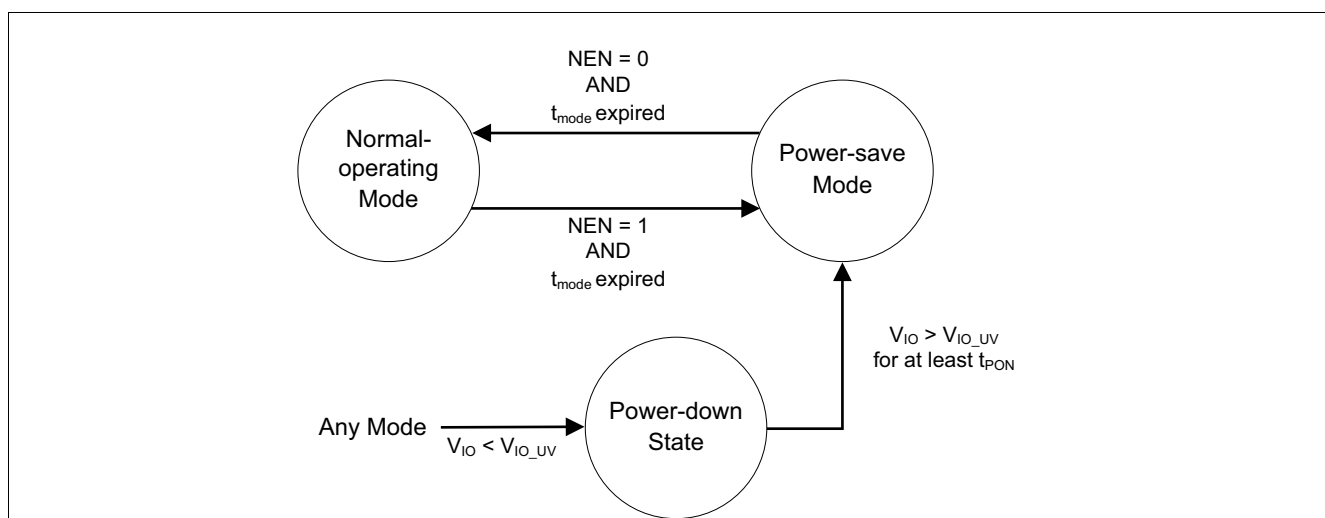 NEN = 0
AND
tmode expired
Normal-
operating
Mode
Power-save
Mode
NEN = 1
AND
tmode expired
VIO > VIO_UV
for at least tPON
Power-down
State
Any Mode
VIO < VIO_UV